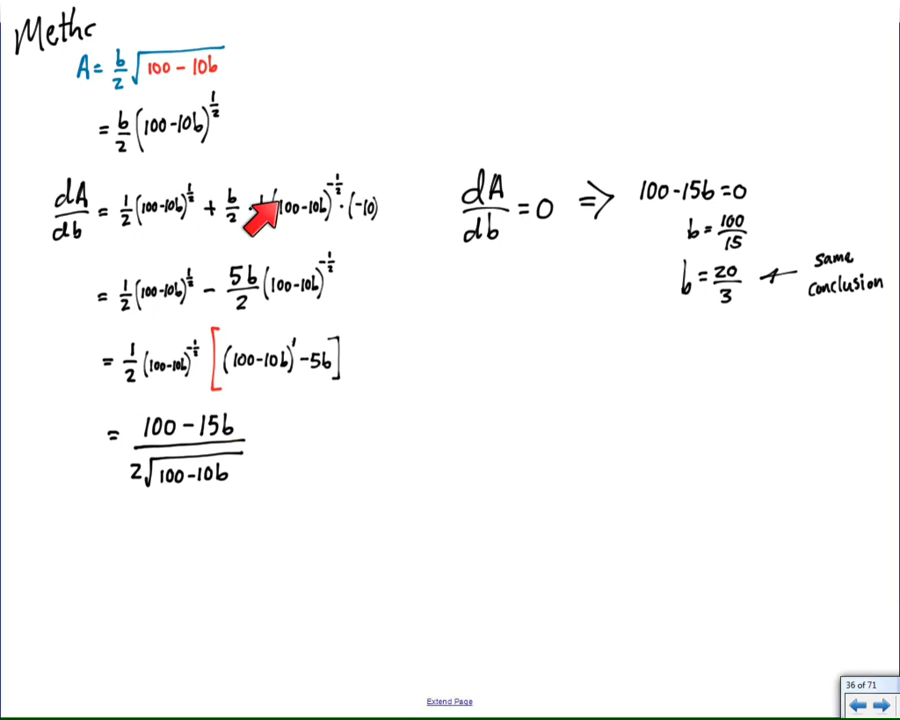 Metho
A = b/2 √(100 - 10b)
= b/2 (100-10b)^(1/2)
dA/db = 1/2 (100-10b)^(1/2) + b/2 (100-10b)^(-1/2) · (-10)
= 1/2 (100-10b)^(1/2) - 5b/2 (100-10b)^(-1/2)
= 1/2 (100-10b)^(-1/2) [(100-10b)^1 - 5b]
= (100 - 15b) / (2√(100-10b))
dA/db = 0 => 100-15b=0
b = 100/15
b = 20/3 ← Same
conclusion
Extend Page
36 of 71